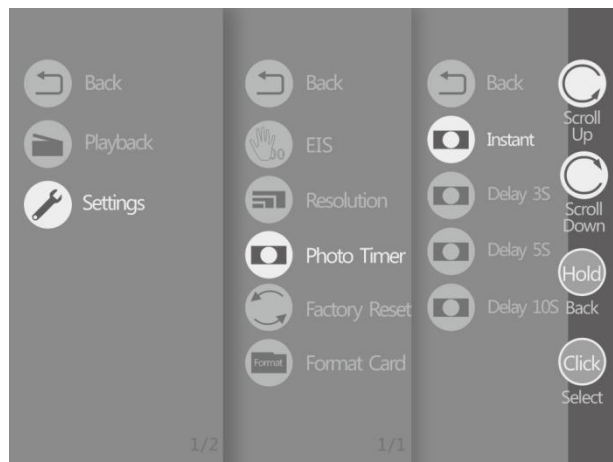 Back
Playback
Settings
1/2
Back
EIS
Resolution
Photo Timer
Factory Reset
Format
Format Card
1/1
Back
Instant
Delay 3S
Delay 5S
Delay 10S
Scroll
Up
Scroll
Down
Hold
Back
Click
Select